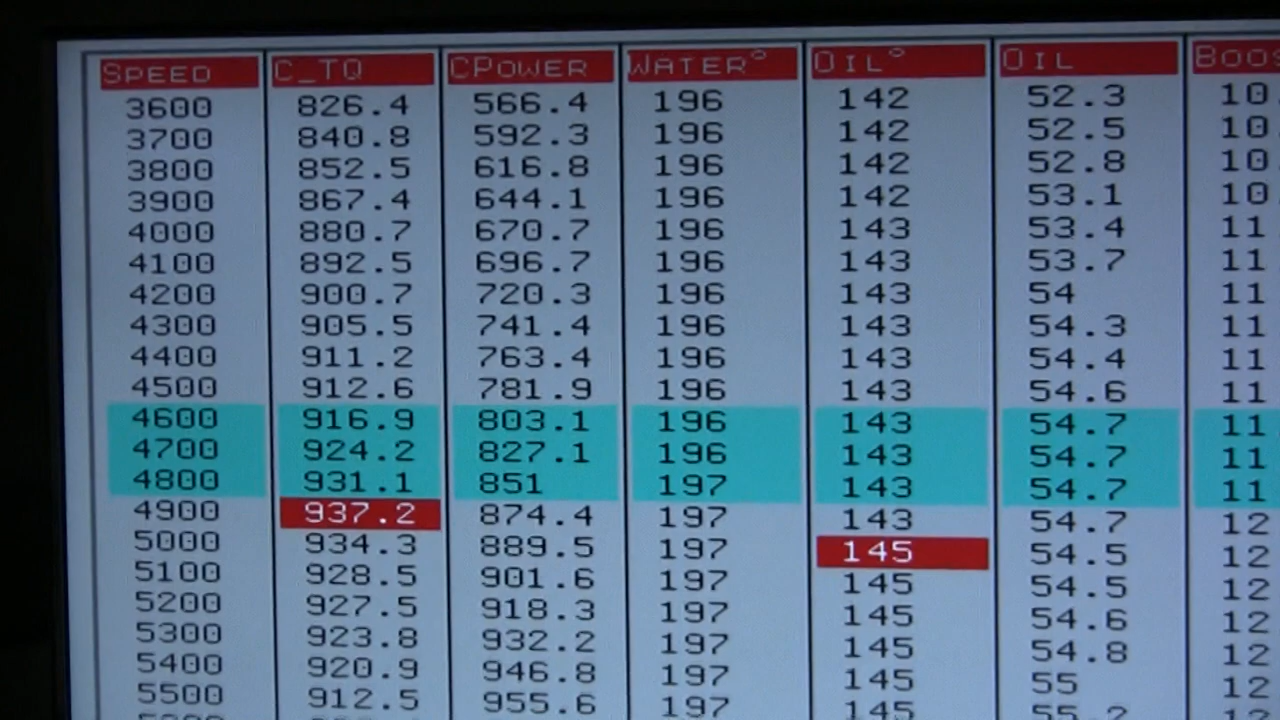 SPEED C_TQ CPOWER WATER° OIL° OIL
3600 826.4 566.4 196 142 52.3 10.
3700 840.8 592.3 196 142 52.5 10
3800 852.5 616.8 196 142 52.8 10.
3900 867.4 644.1 196 142 53.1 10
4000 880.7 670.7 196 143 53.4 11
4100 892.5 696.7 196 143 53.7 11
4200 900.7 720.3 196 143 54 11
4300 905.5 741.4 196 143 54.3 11
4400 911.2 763.4 196 143 54.4 11
4500 912.6 781.9 196 143 54.6 11
4600 916.9 803.1 196 143 54.7 11
4700 924.2 827.1 196 143 54.7 11
4800 931.1 851 197 143 54.7 11
4900 937.2 874.4 197 143 54.7 12
5000 934.3 889.5 197 145 54.5 12
5100 928.5 901.6 197 145 54.5 12
5200 927.5 918.3 197 145 54.6 12
5300 923.8 932.2 197 145 54.8 12
5400 920.9 946.8 197 145 55 12
5500 912.5 955.6 197 145 55.2 12